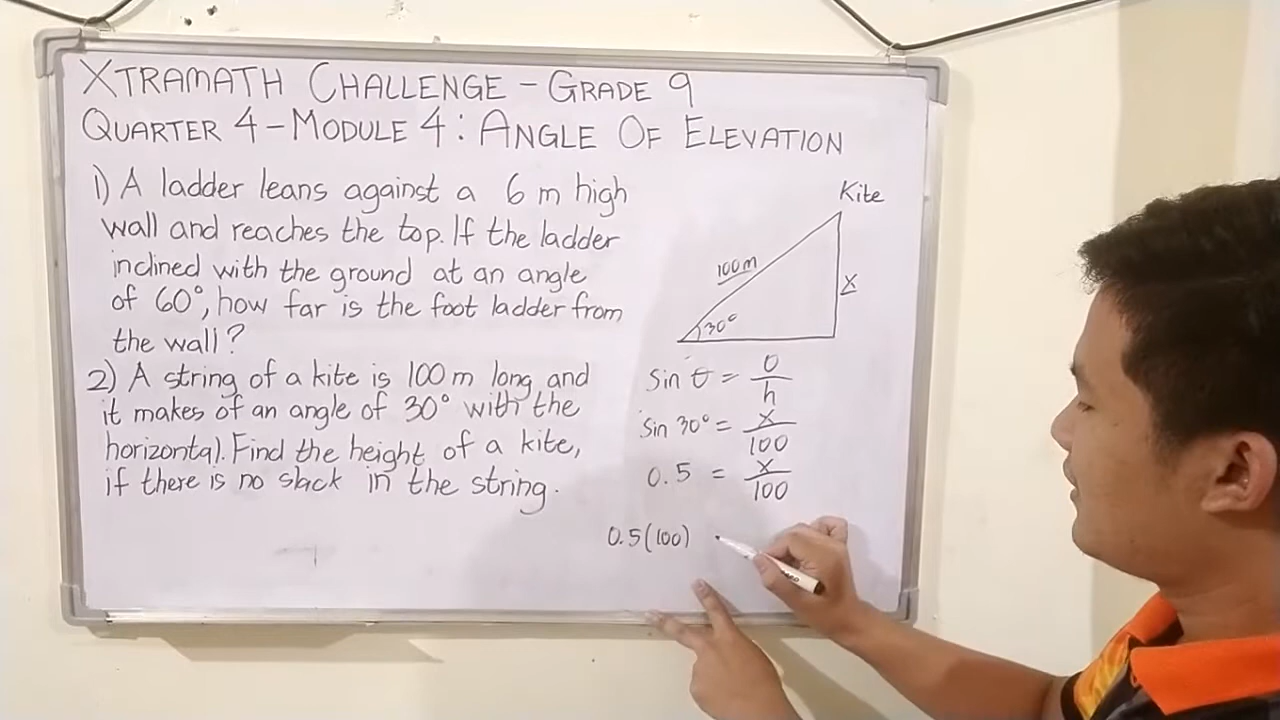 XTRAMATH CHALLENGE - GRADE 9
QUARTER 4 - MODULE 4: ANGLE OF ELEVATION
1) A ladder leans against a 6 m high
wall and reaches the top. If the ladder
inclined with the ground at an angle
of 60°, how far is the foot ladder from
the wall?
2) A string of a kite is 100 m long and
it makes of an angle of 30° with the
horizontal. Find the height of a kite,
if there is no slack in the string.
Kite
100 m
x
30°
sin θ = o/h
sin 30° = x/100
0.5 = x/100
0.5(100)